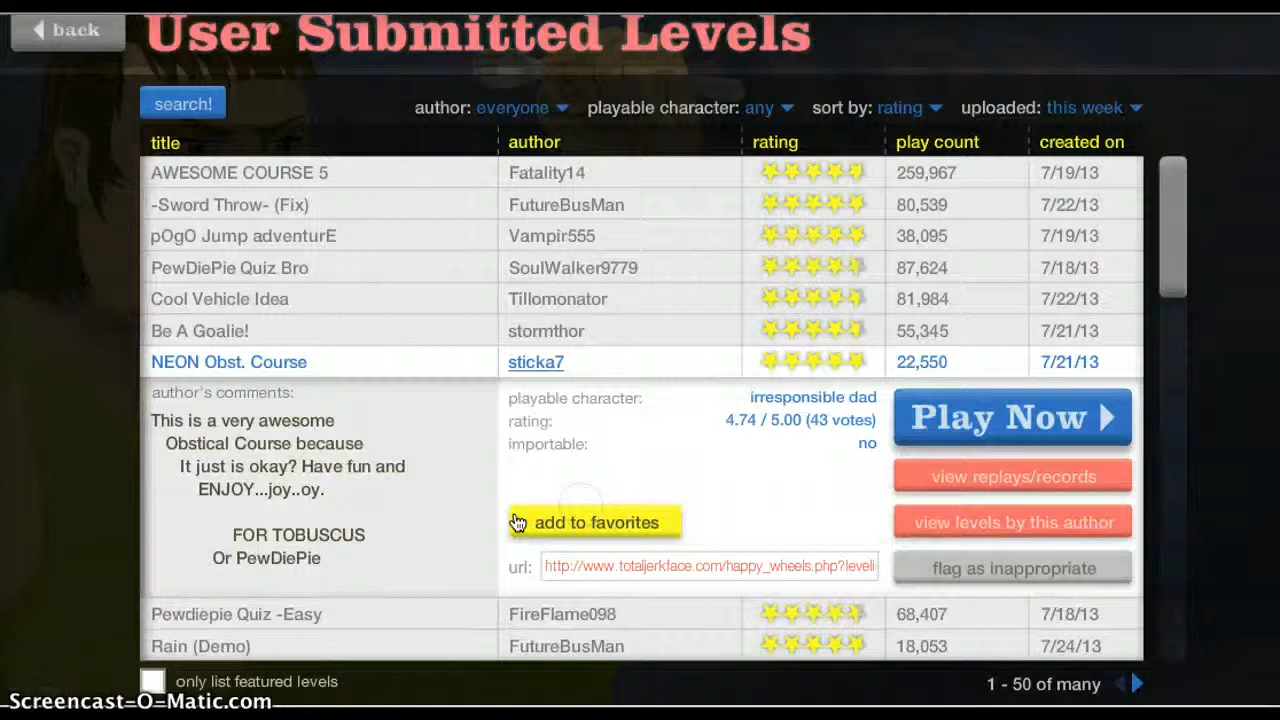 back
User Submitted Levels
search!
author: everyone playable character: any sort by: rating uploaded: this week
title author rating play count created on
AWESOME COURSE 5 Fatality14 259,967 7/19/13
-Sword Throw- (Fix) FutureBusMan 80,539 7/22/13
pOgO Jump adventurE Vampir555 38,095 7/19/13
PewDiePie Quiz Bro SoulWalker9779 87,624 7/18/13
Cool Vehicle Idea Tillomonator 81,984 7/22/13
Be A Goalie! stormthor 55,345 7/21/13
NEON Obst. Course sticka7 22,550 7/21/13
author's comments:
This is a very awesome
Obstical Course because
It just is okay? Have fun and
ENJOY...joy..oy.
FOR TOBUSCUS
Or PewDiePie
playable character: irresponsible dad
rating: 4.74 / 5.00 (43 votes)
importable: no
add to favorites
url: http://www.totaljerkface.com/happy_wheels.php?leveli
Play Now
view replays/records
view levels by this author
flag as inappropriate
Pewdiepie Quiz -Easy FireFlame098 68,407 7/18/13
Rain (Demo) FutureBusMan 18,053 7/24/13
only list featured levels
1 - 50 of many
Screencast-O-Matic.com